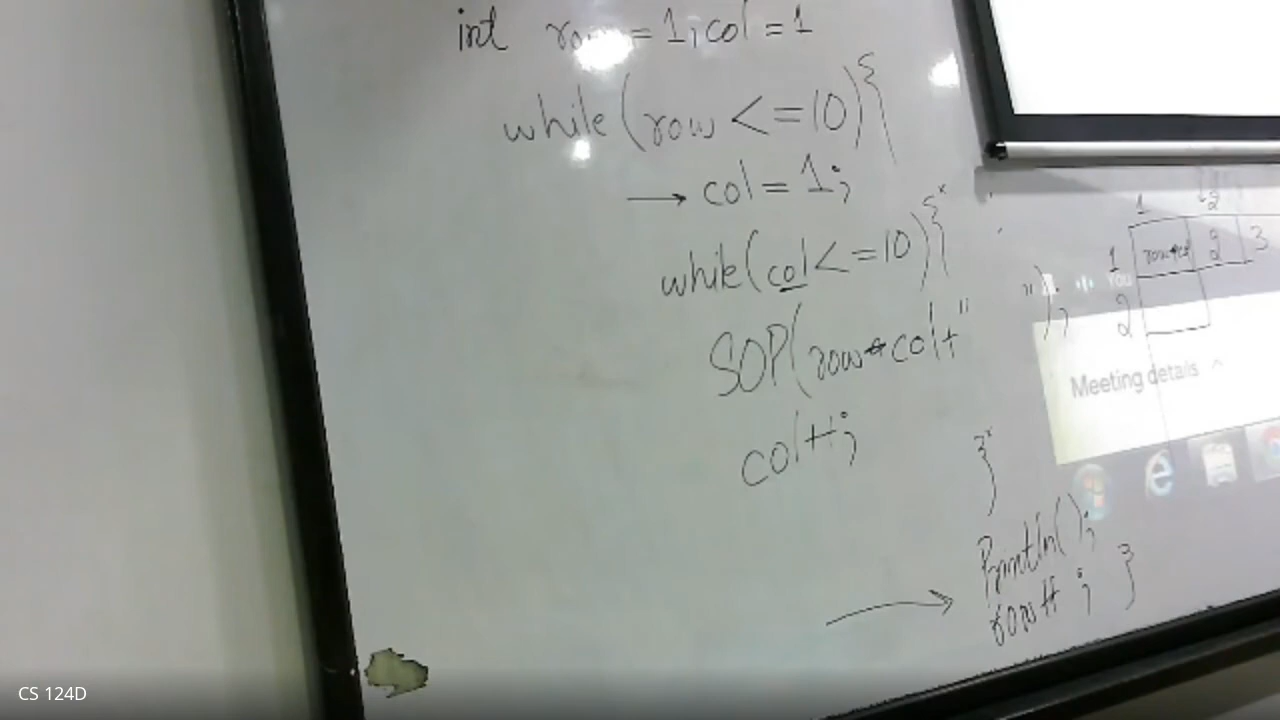 int row = 1; col = 1
while (row <= 10) {
→ col = 1;
while (col <= 10) {
SOP(row*col+" ");
col++;
}
Println();
→ row++; }
1 2
1 row*col 2 3
2
You
Meeting details
CS 124D